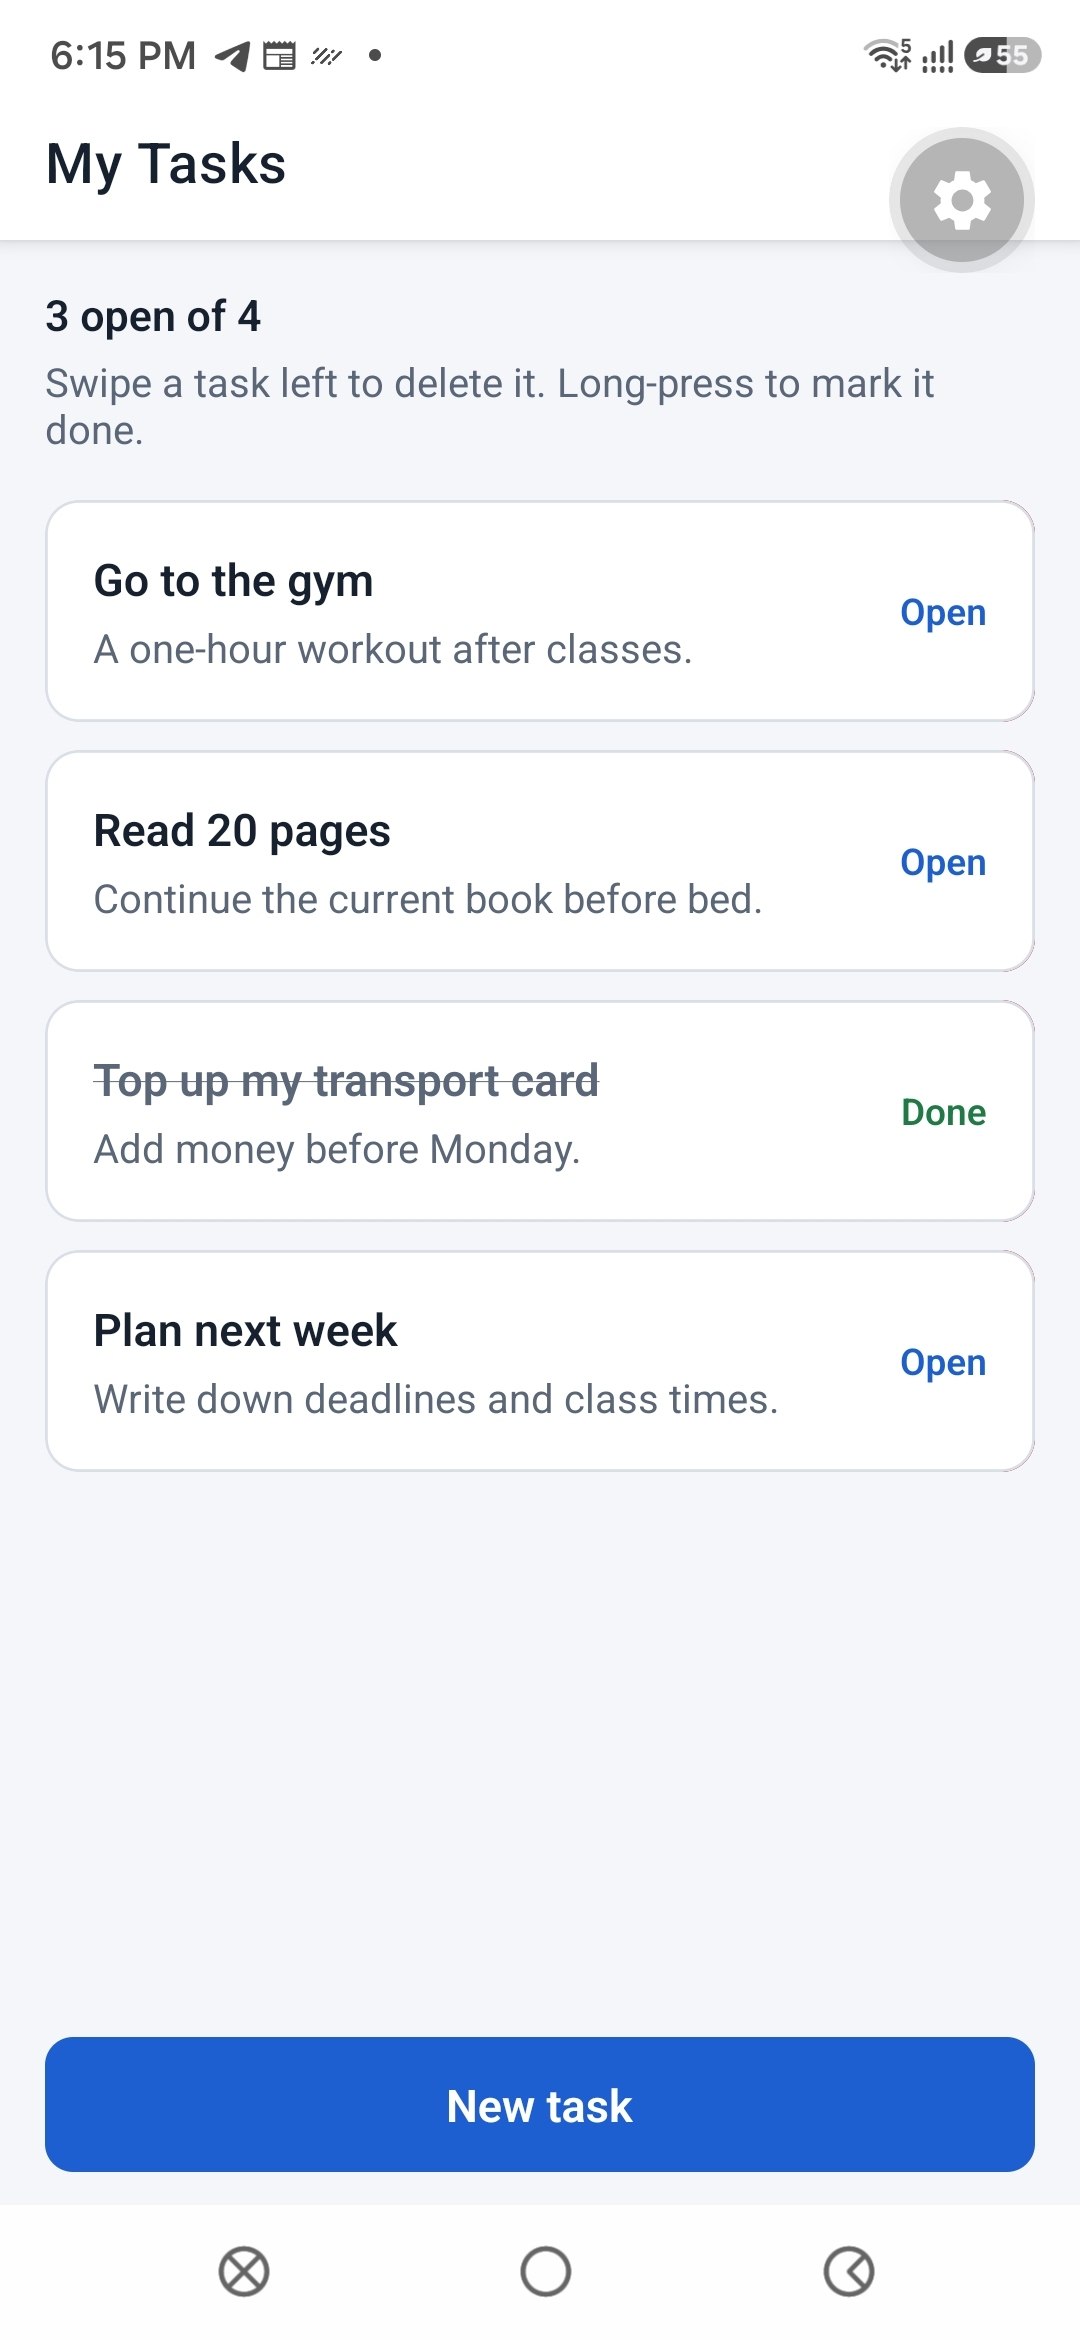 6:15 PM
5
55
My Tasks
3 open of 4
Swipe a task left to delete it. Long-press to mark it
done.
Go to the gym
A one-hour workout after classes.
Open
Read 20 pages
Continue the current book before bed.
Open
Top up my transport card
Add money before Monday.
Done
Plan next week
Write down deadlines and class times.
Open
New task